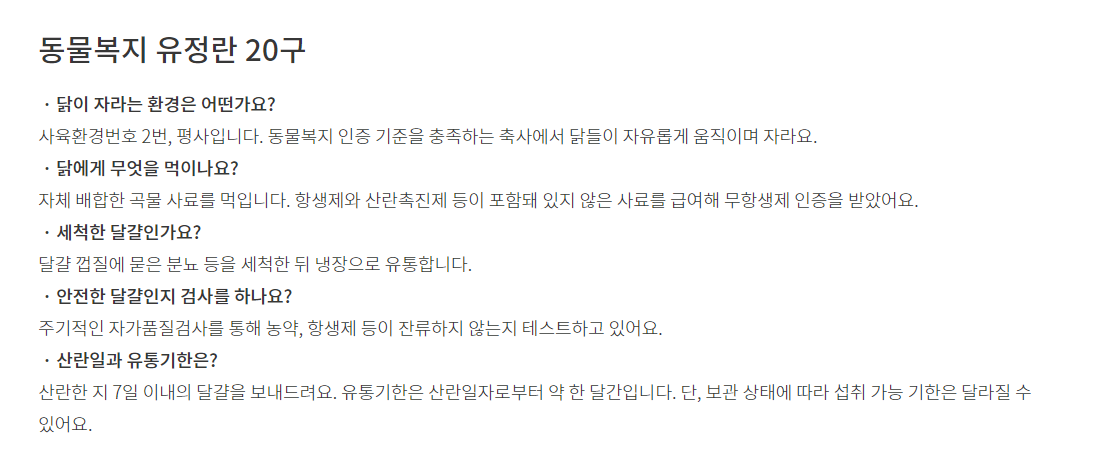 동물복지 유정란 20구
· 닭이 자라는 환경은 어떤가요?
사육환경번호 2번, 평사입니다. 동물복지 인증 기준을 충족하는 축사에서 닭들이 자유롭게 움직이며 자라요.
· 닭에게 무엇을 먹이나요?
자체 배합한 곡물 사료를 먹입니다. 항생제와 산란촉진제 등이 포함돼 있지 않은 사료를 급여해 무항생제 인증을 받았어요.
· 세척한 달걀인가요?
달걀 껍질에 묻은 분뇨 등을 세척한 뒤 냉장으로 유통합니다.
· 안전한 달걀인지 검사를 하나요?
주기적인 자가품질검사를 통해 농약, 항생제 등이 잔류하지 않는지 테스트하고 있어요.
· 산란일과 유통기한은?
산란한 지 7일 이내의 달걀을 보내드려요. 유통기한은 산란일자로부터 약 한 달간입니다. 단, 보관 상태에 따라 섭취 가능 기한은 달라질 수
있어요.